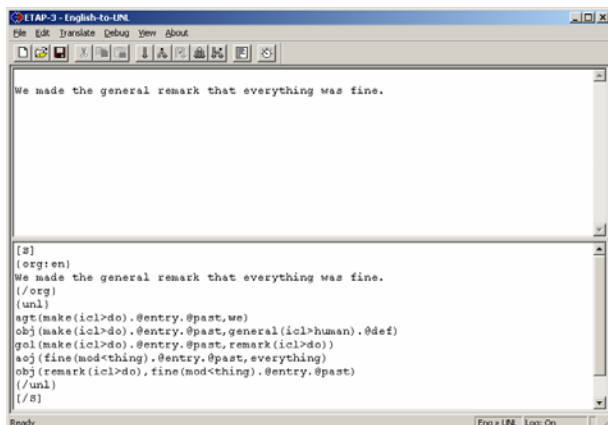 ETAP-3 - English-to-UNL
File Edit Translate Debug View About
We made the general remark that everything was fine.
[S]
{org:en}
We made the general remark that everything was fine.
{/org}
{unl}
agt(make(icl>do).@entry.@past,we)
obj(make(icl>do).@entry.@past,general(icl>human).@def)
gol(make(icl>do).@entry.@past,remark(icl>do))
aoj(fine(mod<thing).@entry.@past,everything)
obj(remark(icl>do),fine(mod<thing).@entry.@past)
{/unl}
[/S]
Ready Eng » UNL Log: On